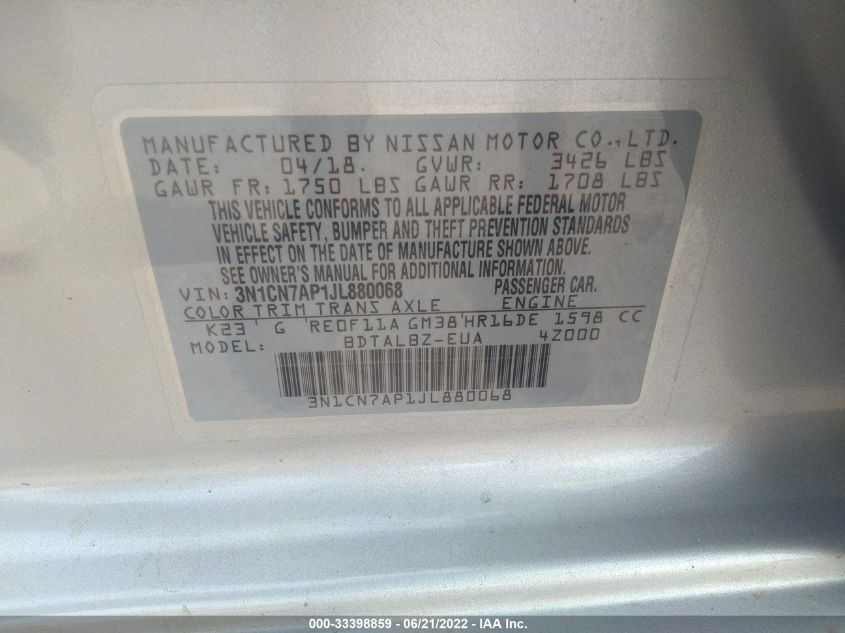 MANUFACTURED BY NISSAN MOTOR CO., LTD.
DATE: 04/18. GVWR: 3426 LBS
GAWR FR: 1750 LBS GAWR RR: 1708 LBS
THIS VEHICLE CONFORMS TO ALL APPLICABLE FEDERAL MOTOR
VEHICLE SAFETY, BUMPER AND THEFT PREVENTION STANDARDS
IN EFFECT ON THE DATE OF MANUFACTURE SHOWN ABOVE.
SEE OWNER'S MANUAL FOR ADDITIONAL INFORMATION.
VIN: 3N1CN7AP1JL880068 PASSENGER CAR.
COLOR TRIM TRANS AXLE ENGINE
K23 ' G 'RE0F11A GM38'HR16DE 1598 CC
MODEL: BDTALBZ-EUA 4Z000
3N1CN7AP1JL880068
000-33398859 - 06/21/2022 - IAA Inc.